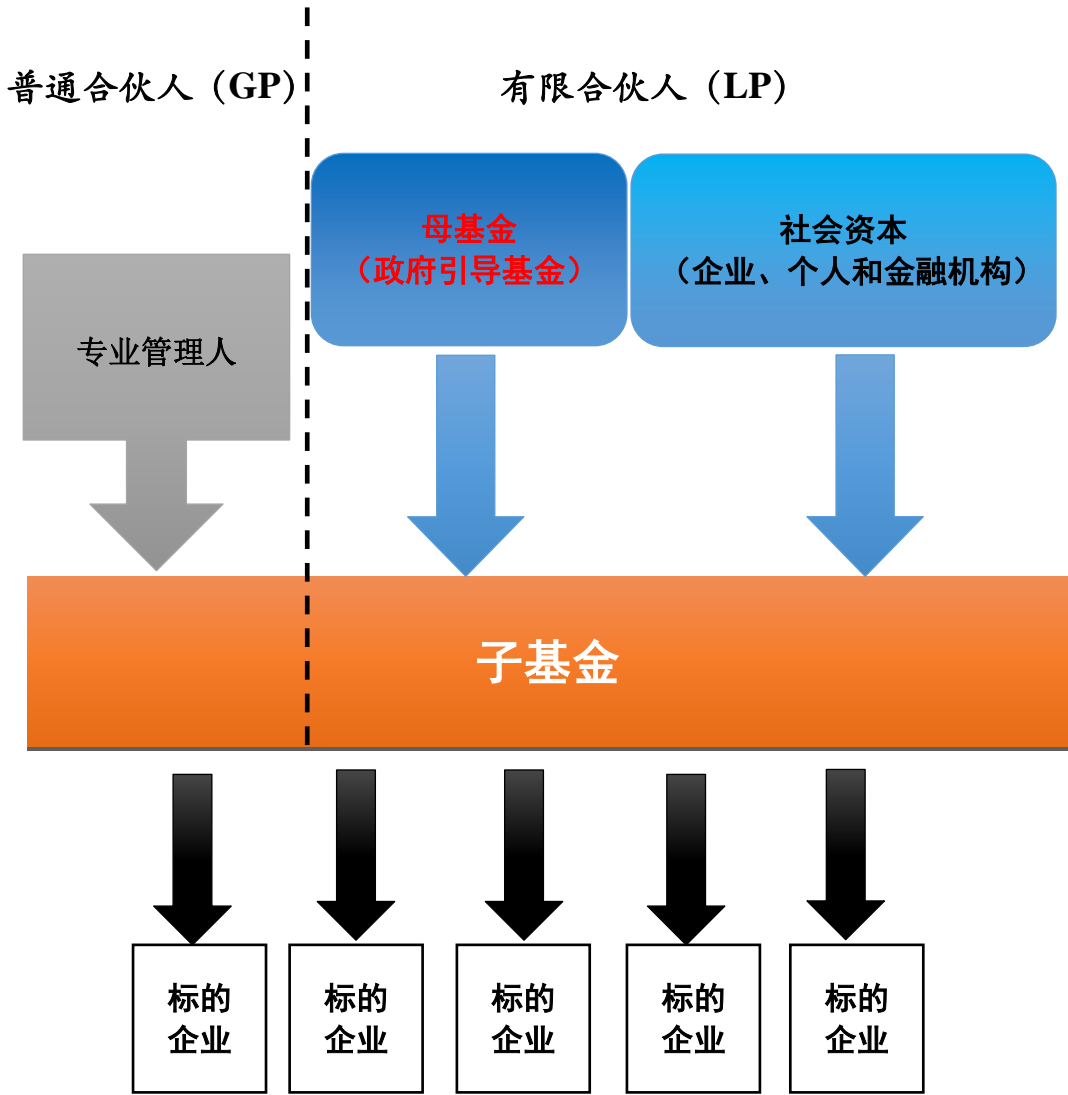 普通合伙人（GP）
有限合伙人（LP）
母基金
（政府引导基金）
社会资本
（企业、个人和金融机构）
专业管理人
子基金
标的
企业
标的
企业
标的
企业
标的
企业
标的
企业